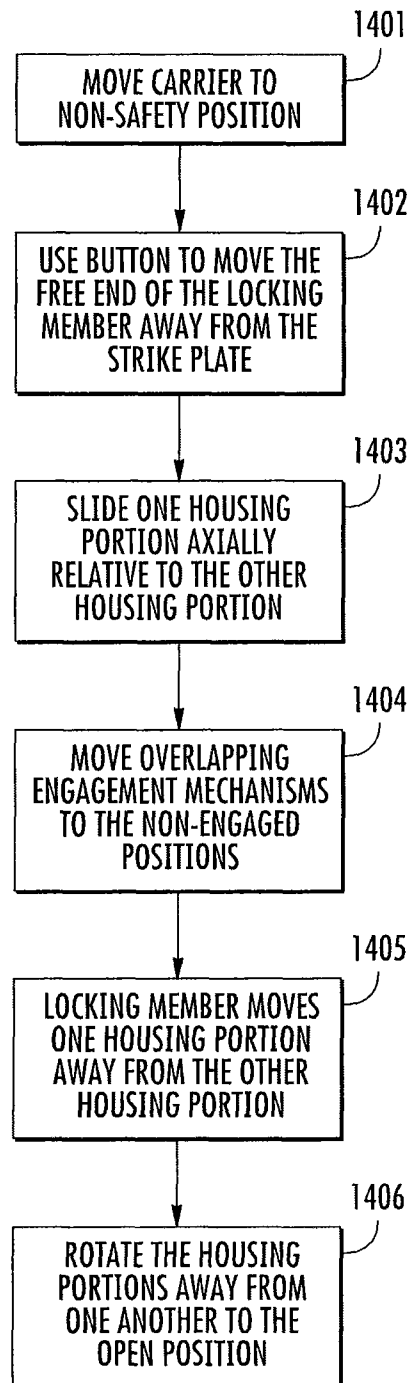 1401
MOVE CARRIER TO
NON-SAFETY POSITION
1402
USE BUTTON TO MOVE THE
FREE END OF THE LOCKING
MEMBER AWAY FROM THE
STRIKE PLATE
1403
SLIDE ONE HOUSING
PORTION AXIALLY
RELATIVE TO THE OTHER
HOUSING PORTION
1404
MOVE OVERLAPPING
ENGAGEMENT MECHANISMS
TO THE NON-ENGAGED
POSITIONS
1405
LOCKING MEMBER MOVES
ONE HOUSING PORTION
AWAY FROM THE OTHER
HOUSING PORTION
1406
ROTATE THE HOUSING
PORTIONS AWAY FROM
ONE ANOTHER TO THE
OPEN POSITION